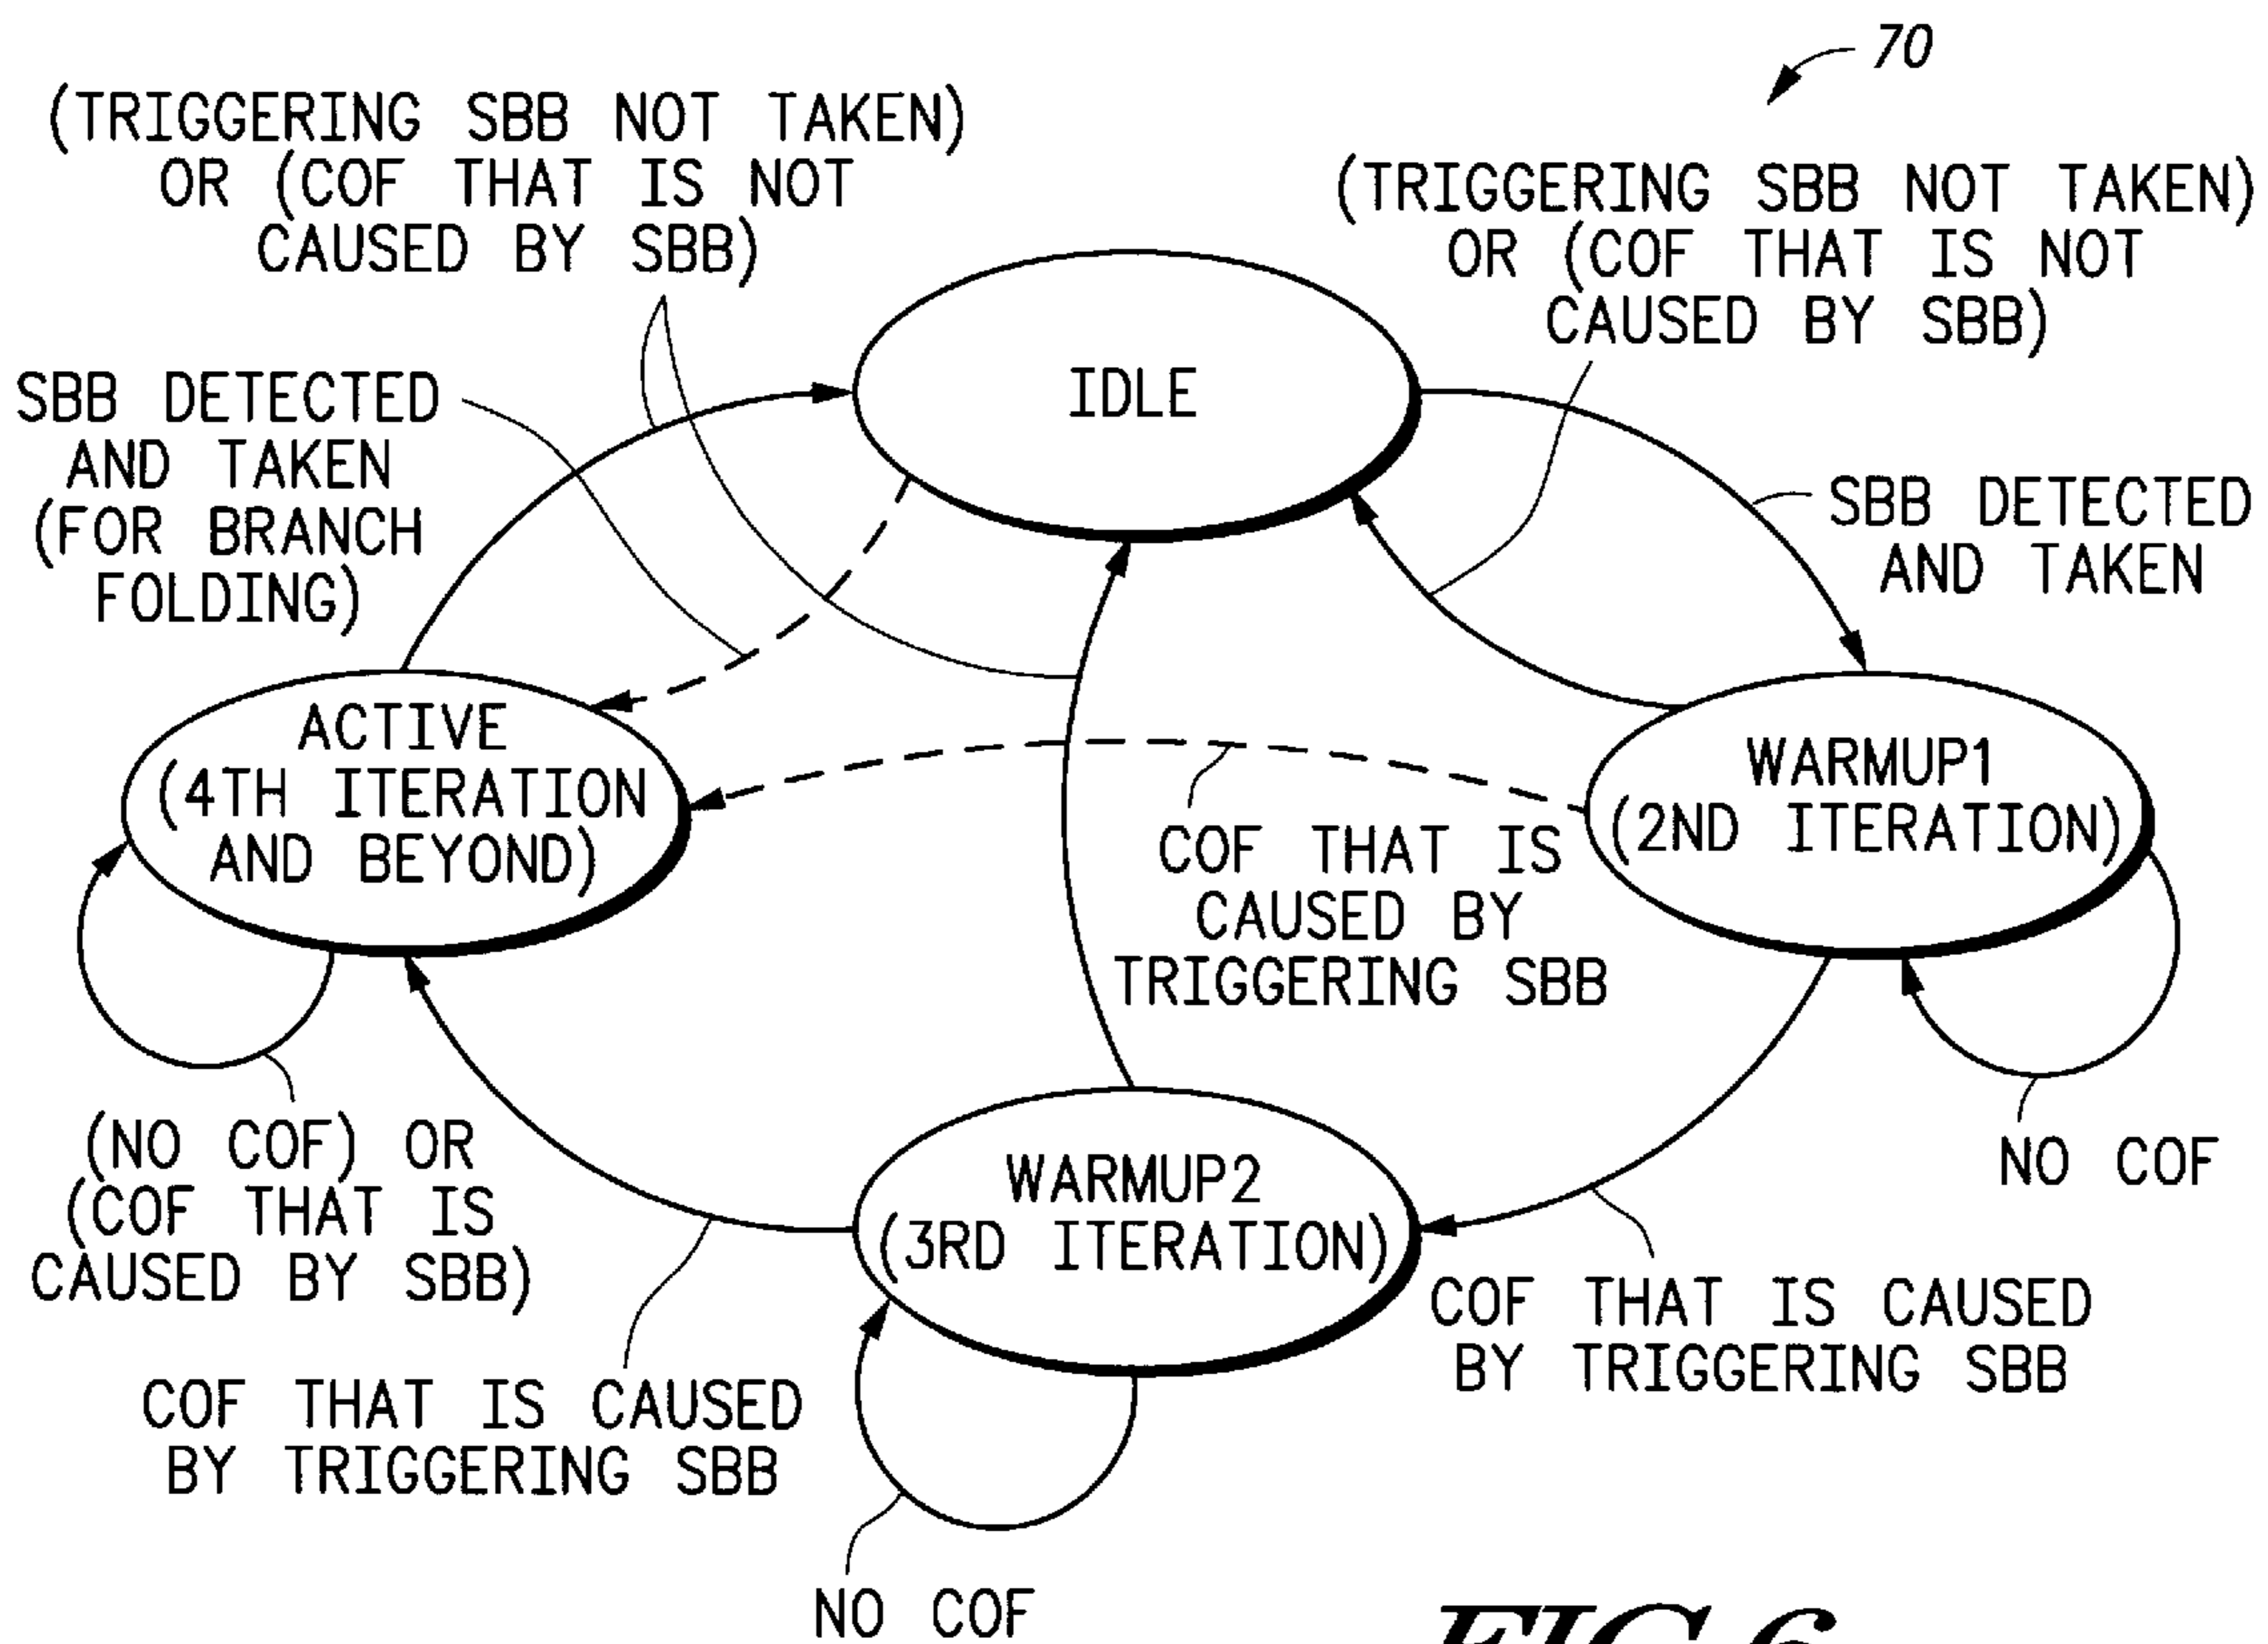 70
(TRIGGERING SBB NOT TAKEN)
OR (COF THAT IS NOT
CAUSED BY SBB)
(TRIGGERING SBB NOT TAKEN)
OR (COF THAT IS NOT
CAUSED BY SBB)
SBB DETECTED
AND TAKEN
(FOR BRANCH
FOLDING)
IDLE
SBB DETECTED
AND TAKEN
ACTIVE
(4TH ITERATION
AND BEYOND)
WARMUP1
(2ND ITERATION)
COF THAT IS
CAUSED BY
TRIGGERING SBB
(NO COF) OR
(COF THAT IS
CAUSED BY SBB)
WARMUP2
(3RD ITERATION)
NO COF
COF THAT IS CAUSED
BY TRIGGERING SBB
COF THAT IS CAUSED
BY TRIGGERING SBB
NO COF
FIG.6